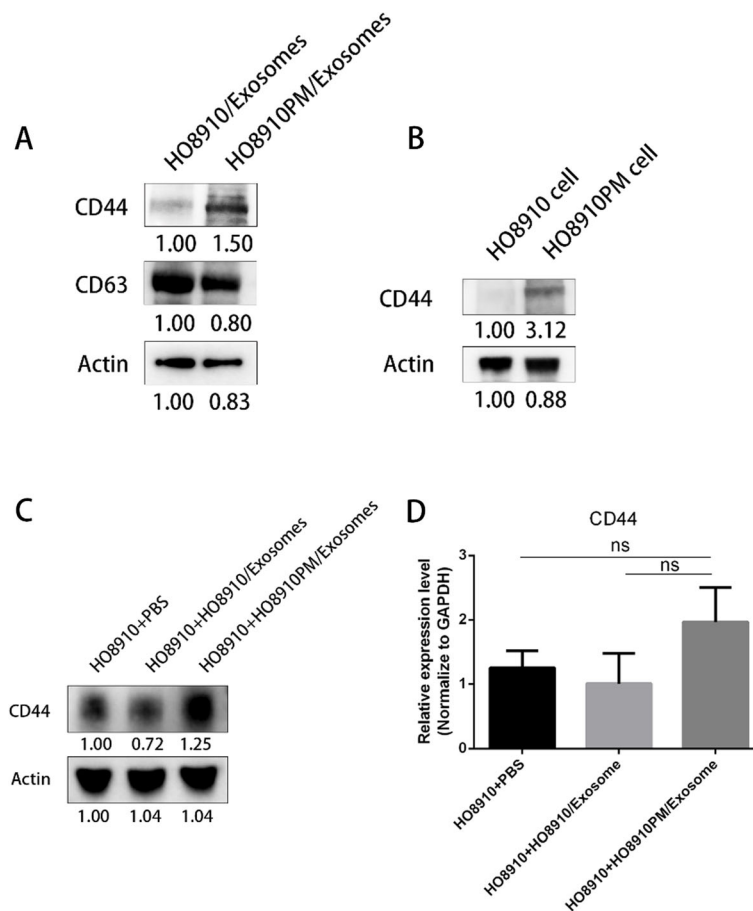 A
HO8910/Exosomes
HO8910PM/Exosomes
CD44
1.00 1.50
CD63
1.00 0.80
Actin
1.00 0.83
B
HO8910 cell
HO8910PM cell
CD44
1.00 3.12
Actin
1.00 0.88
C
HO8910+PBS
HO8910+HO8910/Exosomes
HO8910+HO8910PM/Exosomes
CD44
1.00 0.72 1.25
Actin
1.00 1.04 1.04
D
CD44
ns
ns
Relative expression level
(Normalize to GAPDH)
3
2
1
0
HO8910+PBS
HO8910+HO8910/Exosome
HO8910+HO8910PM/Exosome